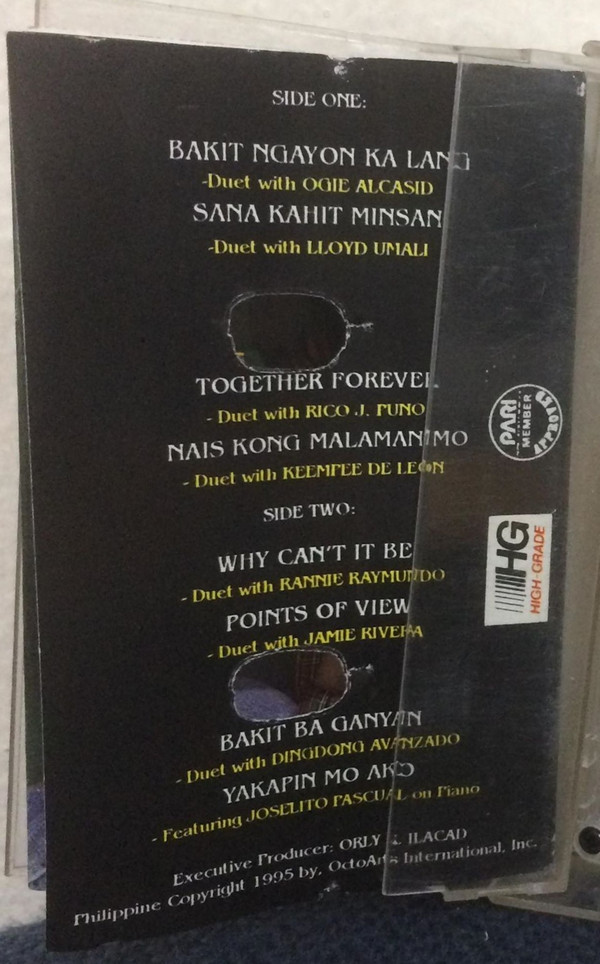 SIDE ONE:
BAKIT NGAYON KA LANG
-Duet with OGIE ALCASID
SANA KAHIT MINSAN
-Duet with LLOYD UMALI
TOGETHER FOREVER
- Duet with RICO J. PUNO
NAIS KONG MALAMAN MO
- Duet with KEEMPEE DE LEON
SIDE TWO:
WHY CAN'T IT BE
- Duet with RANNIE RAYMUNDO
POINTS OF VIEW
- Duet with JAMIE RIVERA
BAKIT BA GANYAN
- Duet with DINGDONG AVANZADO
YAKAPIN MO AKO
- Featuring JOSELITO PASCUAL on Piano
Executive Producer: ORLY R. ILACAD
Philippine Copyright 1995 by, OctoArts International, Inc.
PARI
MEMBER
HG
HIGH-GRADE